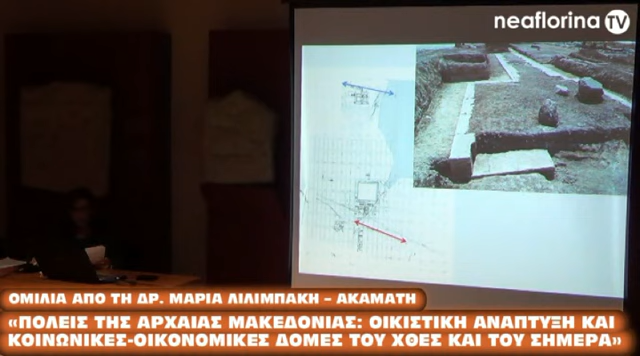 neaflorina TV
ΟΜΙΛΙΑ ΑΠΟ ΤΗ ΔΡ. ΜΑΡΙΑ ΛΙΛΙΜΠΑΚΗ – ΑΚΑΜΑΤΗ
«ΠΟΛΕΙΣ ΤΗΣ ΑΡΧΑΙΑΣ ΜΑΚΕΔΟΝΙΑΣ: ΟΙΚΙΣΤΙΚΗ ΑΝΑΠΤΥΞΗ ΚΑΙ
ΚΟΙΝΩΝΙΚΕΣ-ΟΙΚΟΝΟΜΙΚΕΣ ΔΟΜΕΣ ΤΟΥ ΧΘΕΣ ΚΑΙ ΤΟΥ ΣΗΜΕΡΑ»